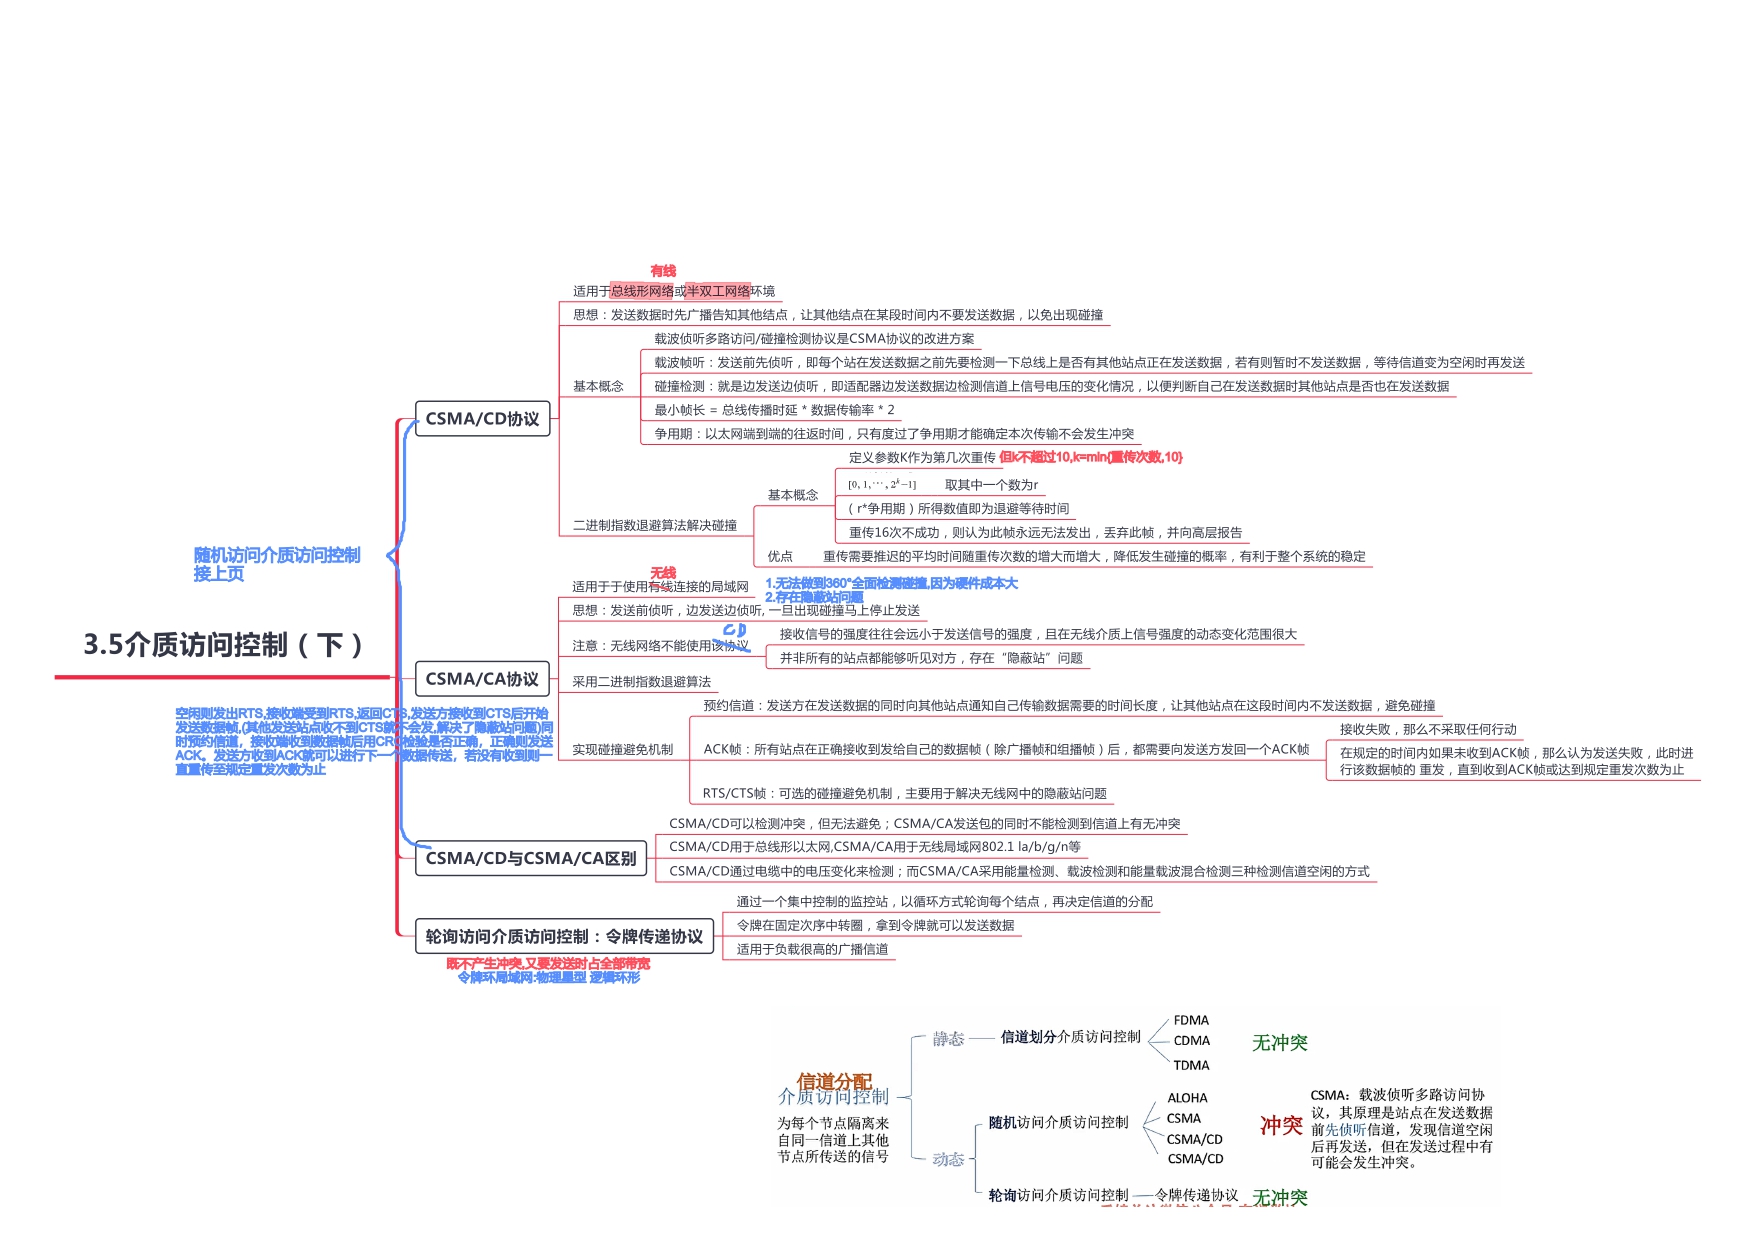 有线
适用于总线形网络或半双工网络环境
思想：发送数据时先广播告知其他结点，让其他结点在某段时间内不要发送数据，以免出现碰撞
载波侦听多路访问/碰撞检测协议是CSMA协议的改进方案
载波帧听：发送前先侦听，即每个站在发送数据之前先要检测一下总线上是否有其他站点正在发送数据，若有则暂时不发送数据，等待信道变为空闲时再发送
基本概念
碰撞检测：就是边发送边侦听，即适配器边发送数据边检测信道上信号电压的变化情况，以便判断自己在发送数据时其他站点是否也在发送数据
最小帧长 = 总线传播时延 * 数据传输率 * 2
争用期：以太网端到端的往返时间，只有度过了争用期才能确定本次传输不会发生冲突
CSMA/CD协议
定义参数K作为第几次重传 但k不超过10,k=min{重传次数,10}
[0, 1, ⋯, 2^k−1] 取其中一个数为r
基本概念
（r*争用期）所得数值即为退避等待时间
重传16次不成功，则认为此帧永远无法发出，丢弃此帧，并向高层报告
二进制指数退避算法解决碰撞
优点 重传需要推迟的平均时间随重传次数的增大而增大，降低发生碰撞的概率，有利于整个系统的稳定
随机访问介质访问控制
接上页
无线
适用于于使用有线连接的局域网
1.无法做到360°全面检测碰撞,因为硬件成本大
2.存在隐蔽站问题
思想：发送前侦听，边发送边侦听, 一旦出现碰撞马上停止发送
CD
注意：无线网络不能使用该协议
接收信号的强度往往会远小于发送信号的强度，且在无线介质上信号强度的动态变化范围很大
并非所有的站点都能够听见对方，存在“隐蔽站”问题
3.5介质访问控制（下）
CSMA/CA协议
采用二进制指数退避算法
预约信道：发送方在发送数据的同时向其他站点通知自己传输数据需要的时间长度，让其他站点在这段时间内不发送数据，避免碰撞
实现碰撞避免机制
ACK帧：所有站点在正确接收到发给自己的数据帧（除广播帧和组播帧）后，都需要向发送方发回一个ACK帧
接收失败，那么不采取任何行动
在规定的时间内如果未收到ACK帧，那么认为发送失败，此时进
行该数据帧的 重发，直到收到ACK帧或达到规定重发次数为止
RTS/CTS帧：可选的碰撞避免机制，主要用于解决无线网中的隐蔽站问题
空闲则发出RTS,接收端受到RTS,返回CTS,发送方接收到CTS后开始
发送数据帧,(其他发送站点收不到CTS就不会发,解决了隐蔽站问题)同
时预约信道，接收端收到数据帧后用CRC检验是否正确，正确则发送
ACK。发送方收到ACK就可以进行下一个数据传送，若没有收到则一
直重传至规定重发次数为止
CSMA/CD与CSMA/CA区别
CSMA/CD可以检测冲突，但无法避免；CSMA/CA发送包的同时不能检测到信道上有无冲突
CSMA/CD用于总线形以太网,CSMA/CA用于无线局域网802.1 la/b/g/n等
CSMA/CD通过电缆中的电压变化来检测；而CSMA/CA采用能量检测、载波检测和能量载波混合检测三种检测信道空闲的方式
轮询访问介质访问控制：令牌传递协议
通过一个集中控制的监控站，以循环方式轮询每个结点，再决定信道的分配
令牌在固定次序中转圈，拿到令牌就可以发送数据
适用于负载很高的广播信道
既不产生冲突,又要发送时占全部带宽
令牌环局域网:物理星型 逻辑环形
信道分配
介质访问控制
为每个节点隔离来
自同一信道上其他
节点所传送的信号
静态
信道划分介质访问控制
FDMA
CDMA
TDMA
无冲突
动态
随机访问介质访问控制
ALOHA
CSMA
CSMA/CD
CSMA/CD
冲突
CSMA：载波侦听多路访问协
议，其原理是站点在发送数据
前先侦听信道，发现信道空闲
后再发送，但在发送过程中有
可能会发生冲突。
轮询访问介质访问控制
令牌传递协议
无冲突